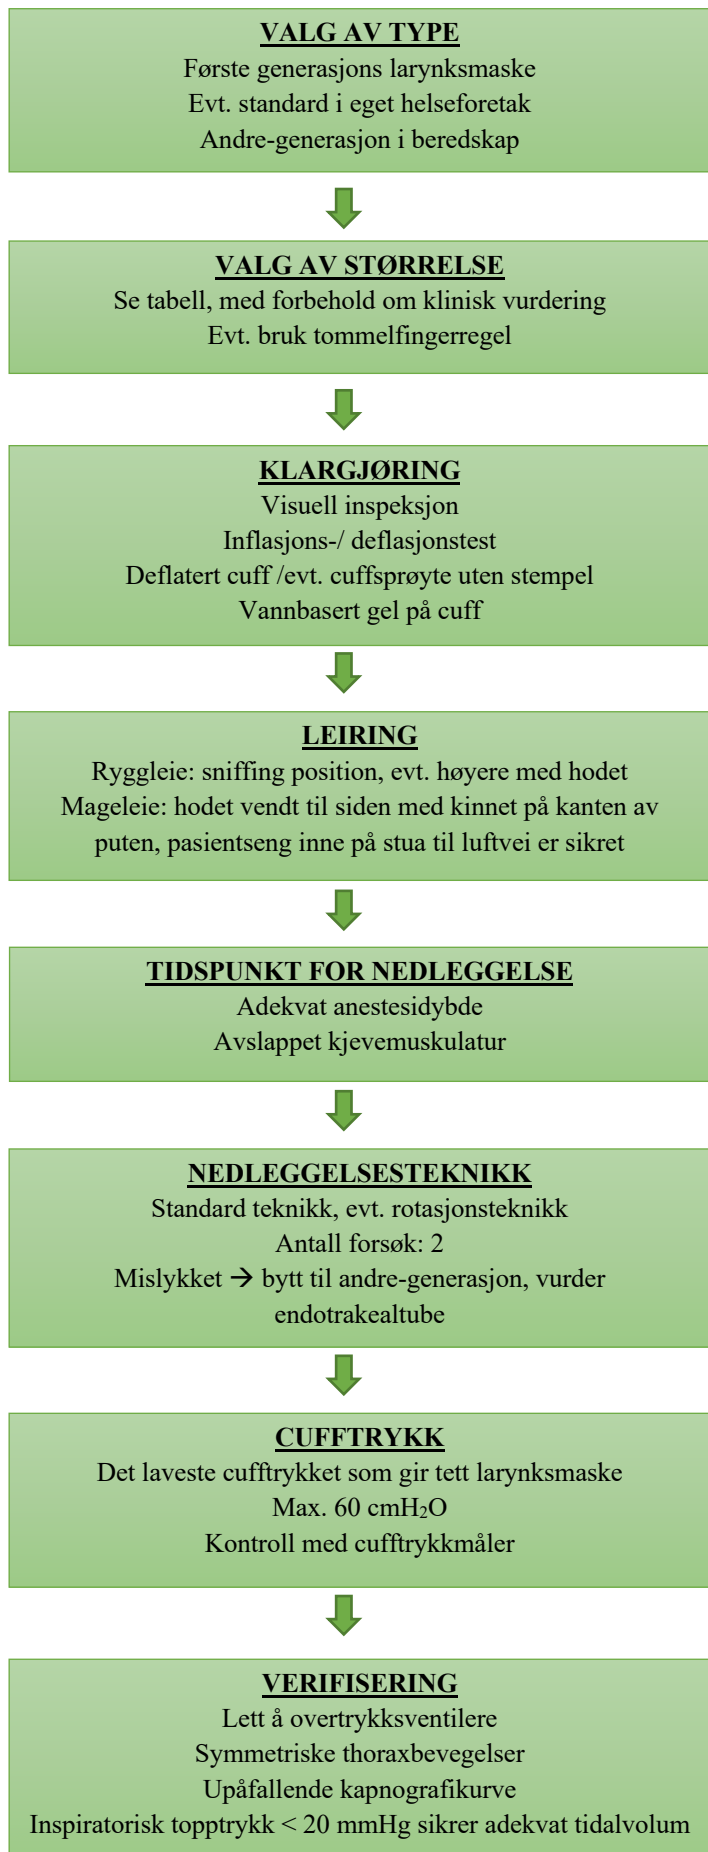 VALG AV TYPE
Første generasjons larynksmaske
Evt. standard i eget helseforetak
Andre-generasjon i beredskap
VALG AV STØRRELSE
Se tabell, med forbehold om klinisk vurdering
Evt. bruk tommelfingerregel
KLARGJØRING
Visuell inspeksjon
Inflasjons-/ deflasjonstest
Deflatert cuff /evt. cuffsprøyte uten stempel
Vannbasert gel på cuff
LEIRING
Ryggleie: sniffing position, evt. høyere med hodet
Mageleie: hodet vendt til siden med kinnet på kanten av
puten, pasientseng inne på stua til luftvei er sikret
TIDSPUNKT FOR NEDLEGGELSE
Adekvat anestesidybde
Avslappet kjevemuskulatur
NEDLEGGELSESTEKNIKK
Standard teknikk, evt. rotasjonsteknikk
Antall forsøk: 2
Mislykket → bytt til andre-generasjon, vurder
endotrakealtube
CUFFTRYKK
Det laveste cufftrykket som gir tett larynksmaske
Max. 60 cmH₂O
Kontroll med cufftrykkmåler
VERIFISERING
Lett å overtrykksventilere
Symmetriske thoraxbevegelser
Upåfallende kapnografikurve
Inspiratorisk topptrykk < 20 mmHg sikrer adekvat tidalvolum